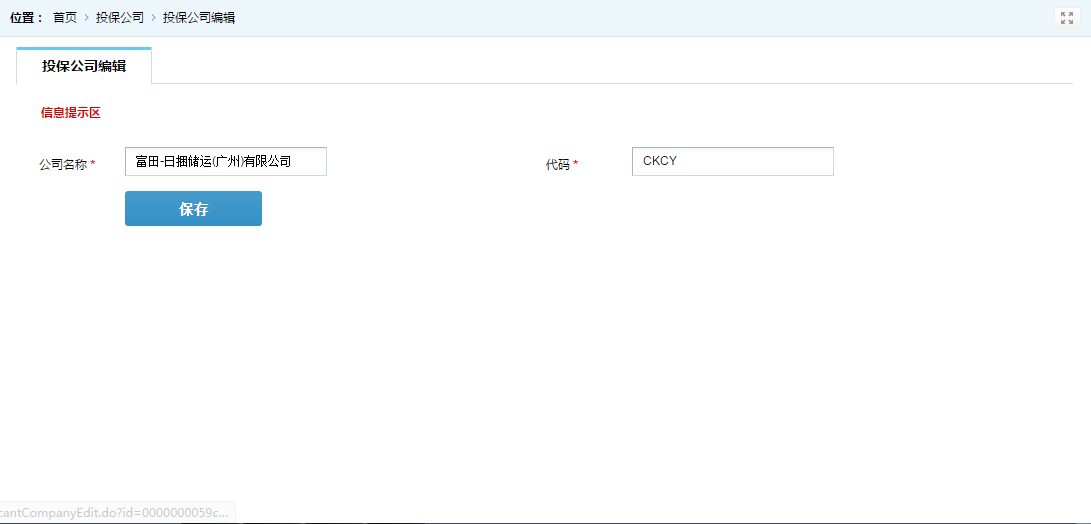 位置： 首页 > 投保公司 > 投保公司编辑
投保公司编辑
信息提示区
公司名称 * 富田-日捆储运(广州)有限公司 代码 * CKCY
保存
cantCompanyEdit.do?id=0000000059c...